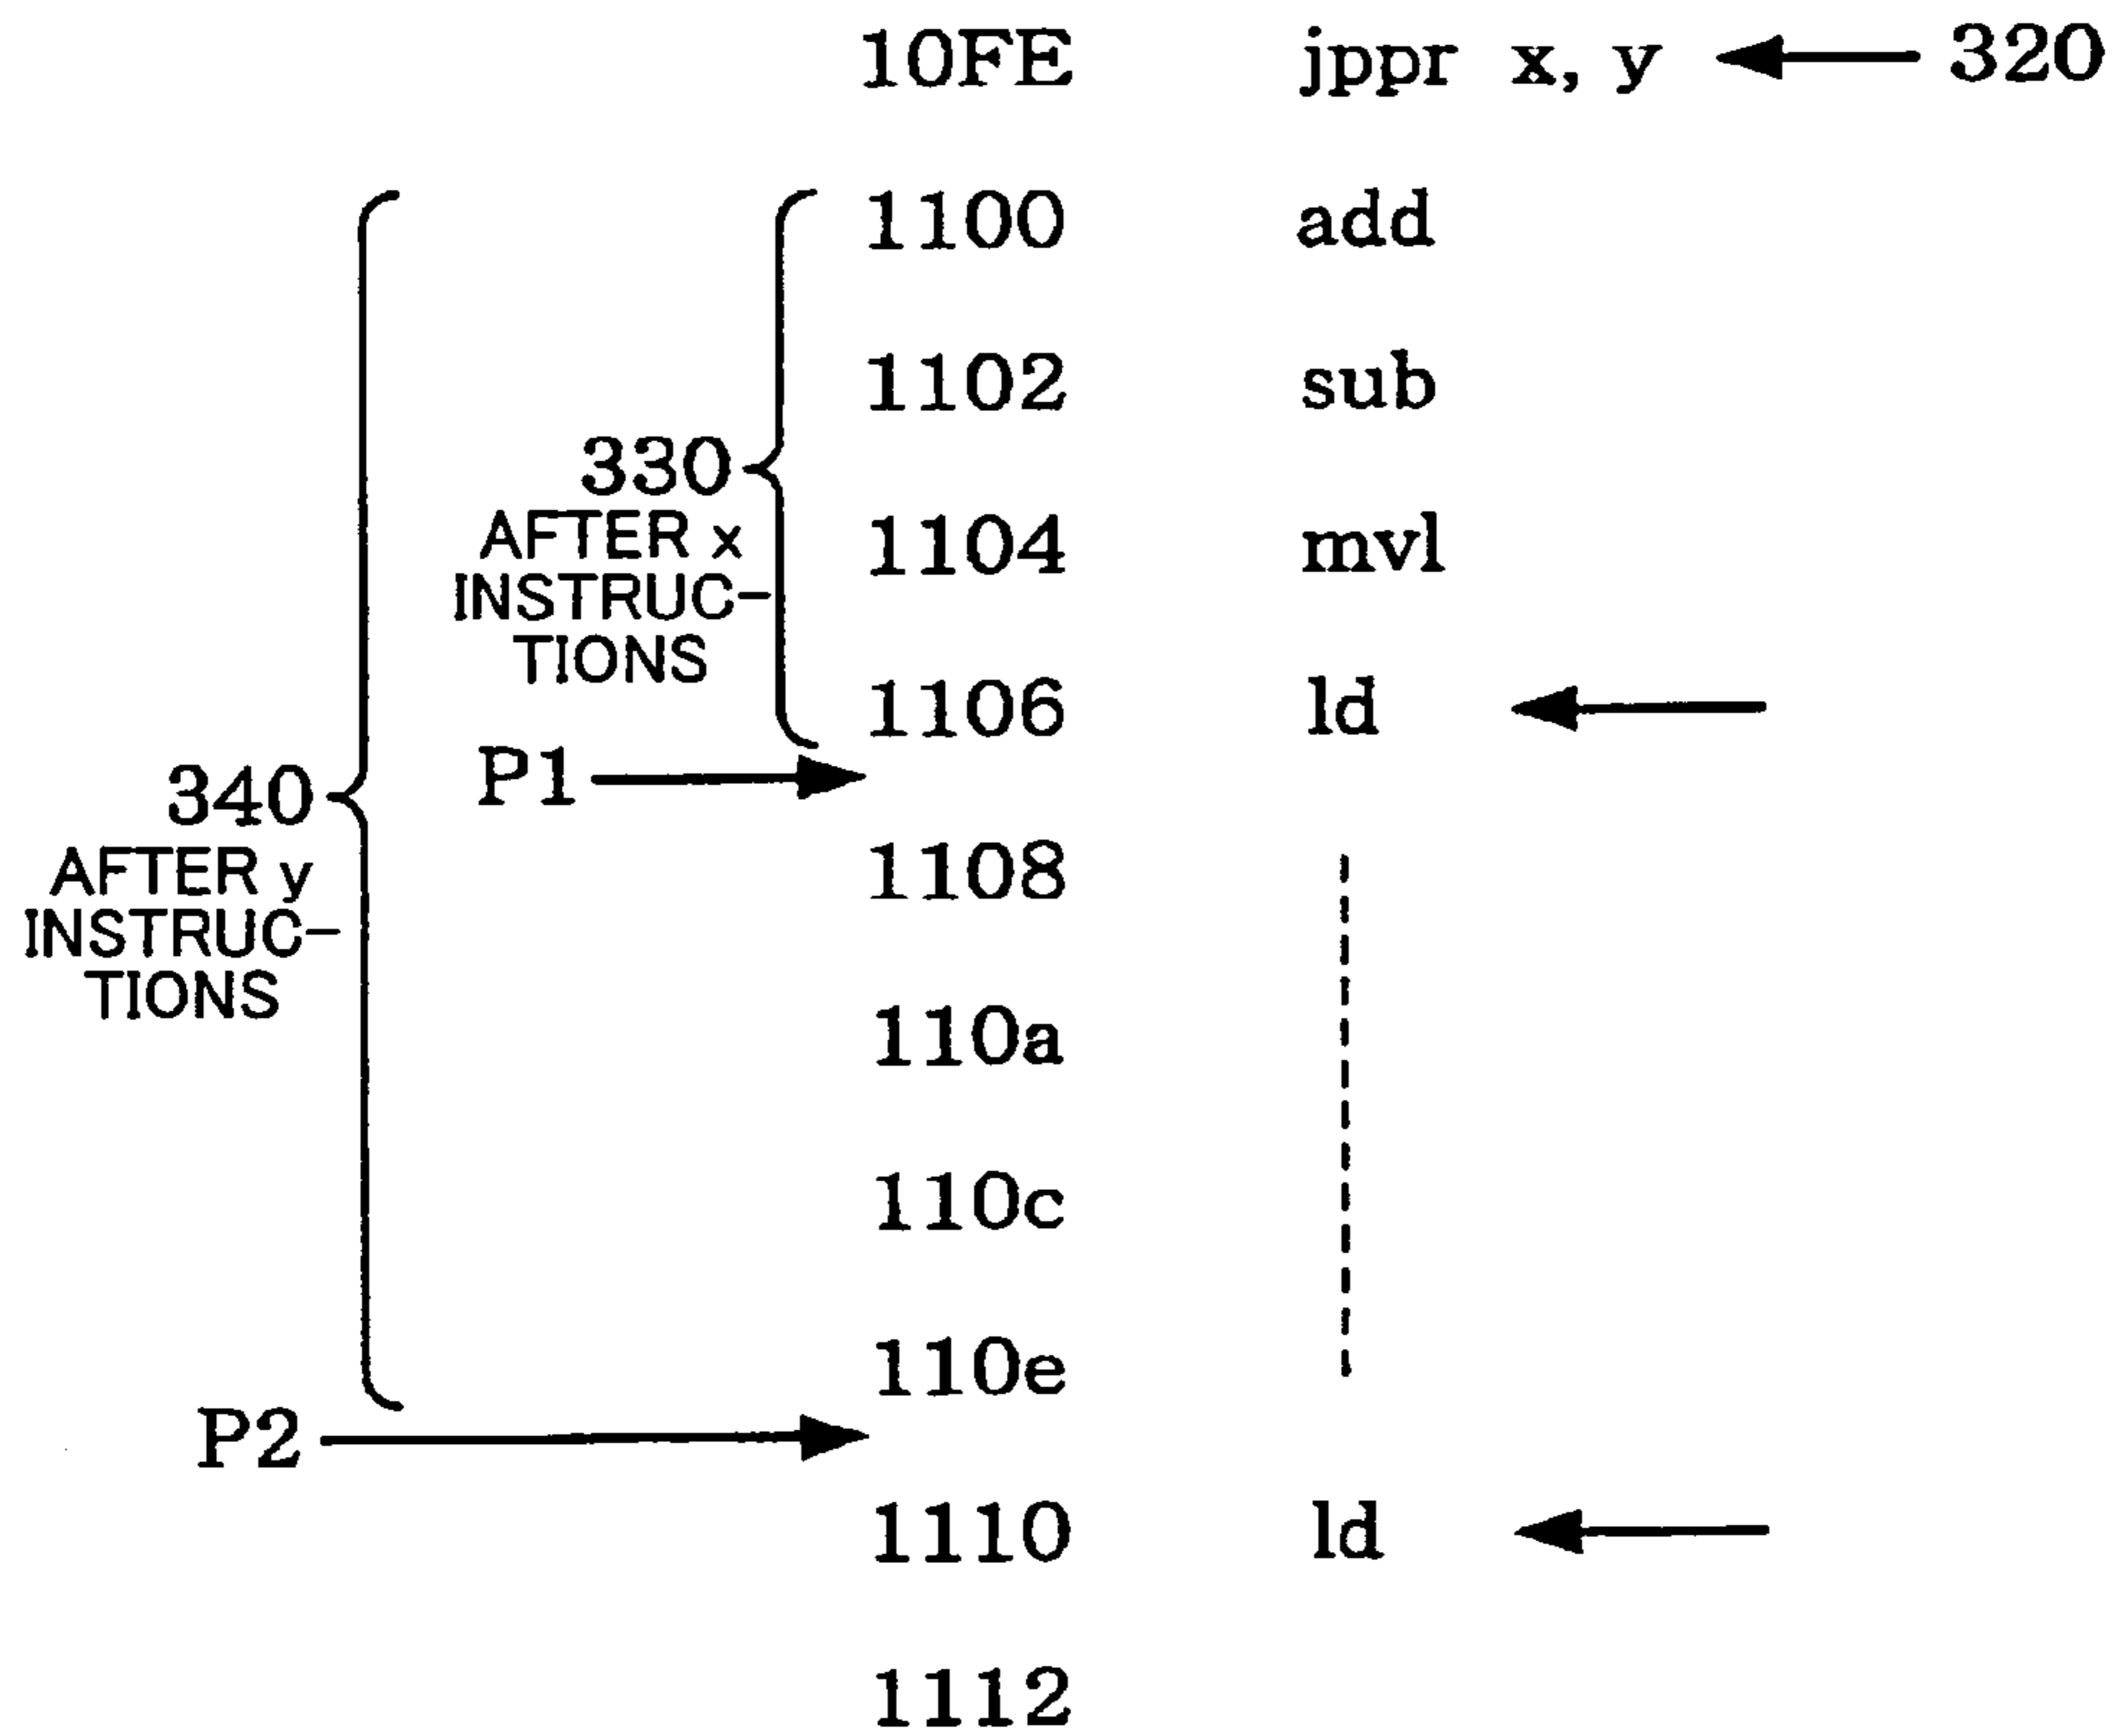 10FE jppr x, y 320
1100 add
1102 sub
330
AFTER x
INSTRUC-
TIONS
1104 mvl
1106 ld
P1
340
AFTER y
INSTRUC-
TIONS
1108
110a
110c
110e
P2
1110 ld
1112